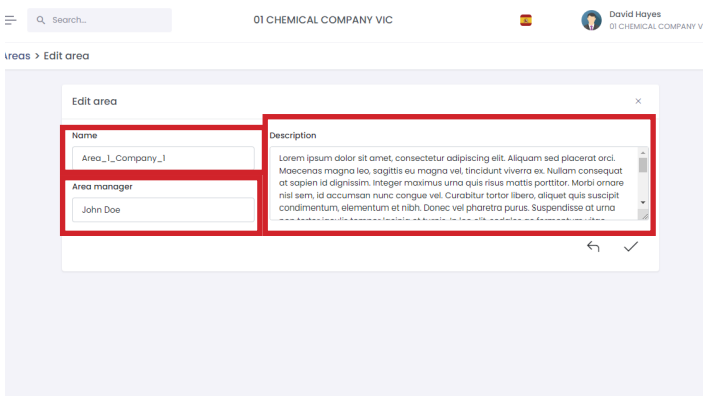 Search...
01 CHEMICAL COMPANY VIC
David Hayes
01 CHEMICAL COMPANY V
Areas > Edit area
Edit area
Name
Area_1_Company_1
Area manager
John Doe
Description
Lorem ipsum dolor sit amet, consectetur adipiscing elit. Aliquam sed placerat orci.
Maecenas magna leo, sagittis eu magna vel, tincidunt viverra ex. Nullam consequat
at sapien id dignissim. Integer maximus urna quis risus mattis porttitor. Morbi ornare
nisl sem, id accumsan nunc congue vel. Curabitur tortor libero, aliquet quis suscipit
condimentum, elementum et nibh. Donec vel pharetra purus. Suspendisse at urna